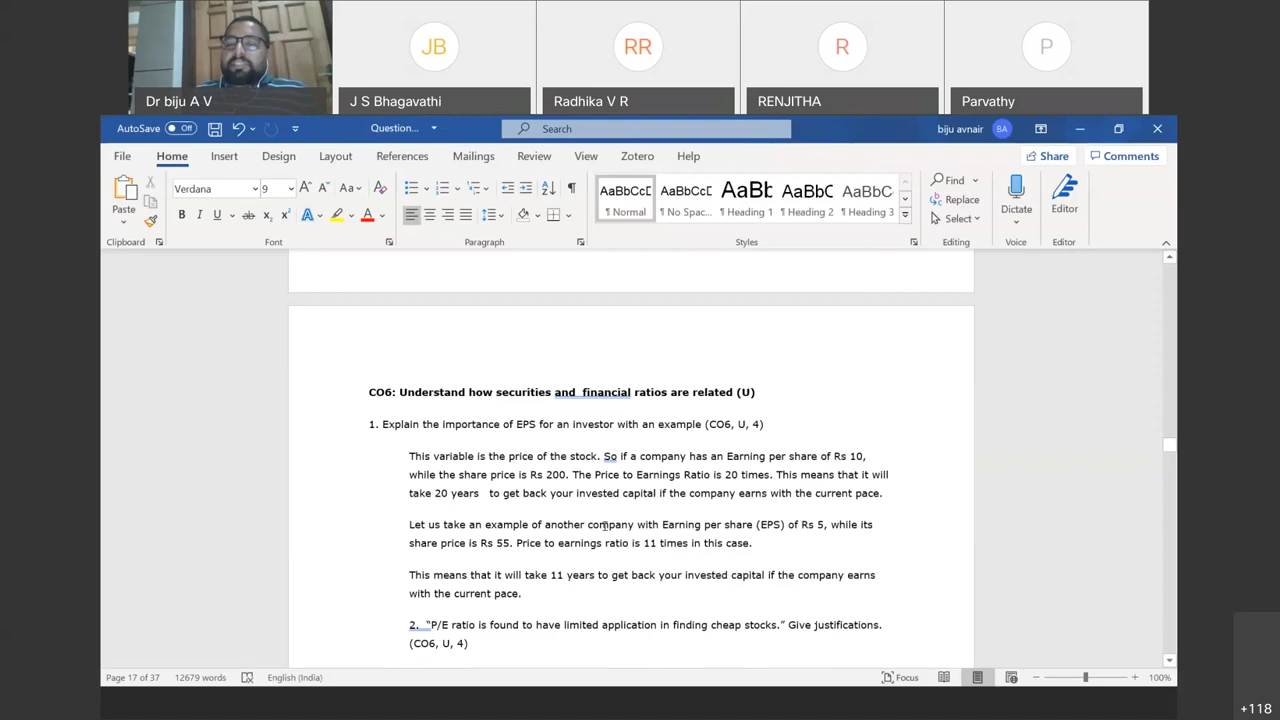 JB
RR
R
P
Dr biju A V
J S Bhagavathi
Radhika V R
RENJITHA
Parvathy
AutoSave Off
Question...
Search
biju avnair
BA
File
Home
Insert
Design
Layout
References
Mailings
Review
View
Zotero
Help
Share
Comments
Paste
Clipboard
Verdana
9
Aa
Font
Paragraph
AaBbCcD
¶ Normal
AaBbCcD
¶ No Spac...
AaBb
¶ Heading 1
AaBbC
¶ Heading 2
AaBbCcD
¶ Heading 3
Styles
Find
Replace
Select
Editing
Dictate
Voice
Editor
Editor
CO6: Understand how securities and  financial ratios are related (U)
1. Explain the importance of EPS for an investor with an example (CO6, U, 4)
This variable is the price of the stock. So if a company has an Earning per share of Rs 10,
while the share price is Rs 200. The Price to Earnings Ratio is 20 times. This means that it will
take 20 years   to get back your invested capital if the company earns with the current pace.
Let us take an example of another company with Earning per share (EPS) of Rs 5, while its
share price is Rs 55. Price to earnings ratio is 11 times in this case.
This means that it will take 11 years to get back your invested capital if the company earns
with the current pace.
2.  “P/E ratio is found to have limited application in finding cheap stocks.” Give justifications.
(CO6, U, 4)
Page 17 of 37
12679 words
English (India)
Focus
100%
+118